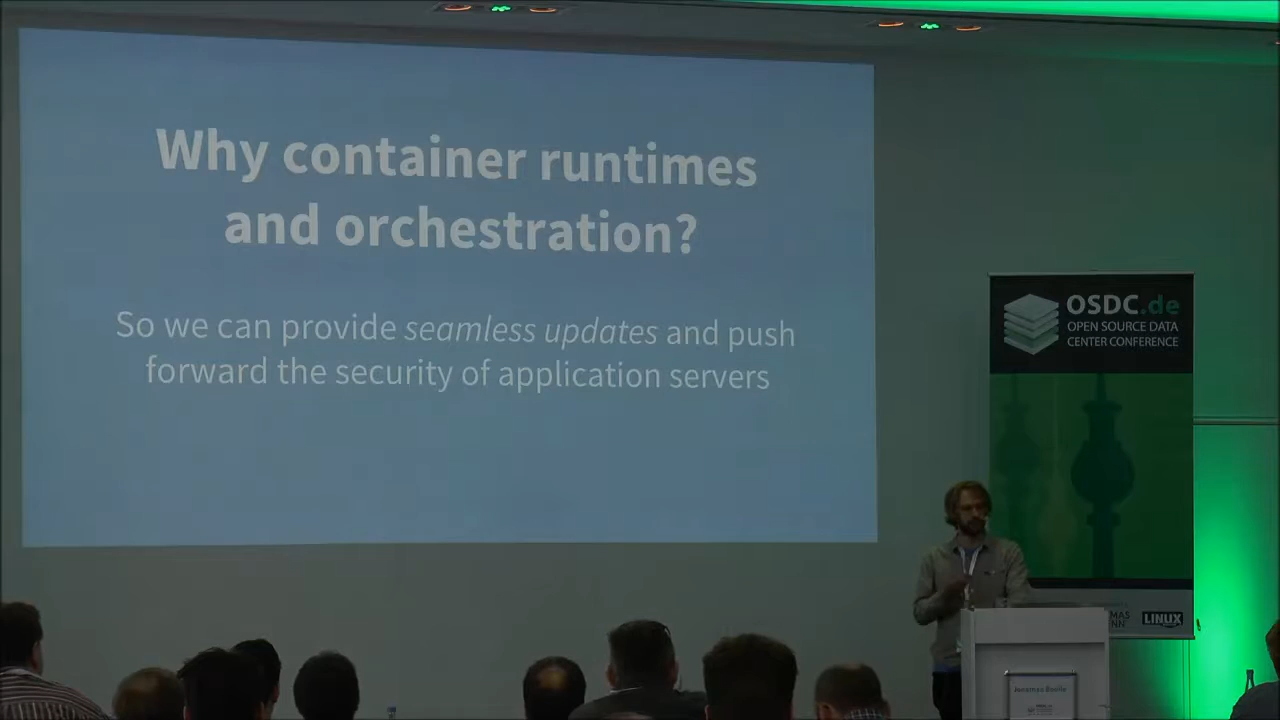 Why container runtimes
and orchestration?
So we can provide seamless updates and push
forward the security of application servers
OSDC.de
OPEN SOURCE DATA
CENTER CONFERENCE
LINUX